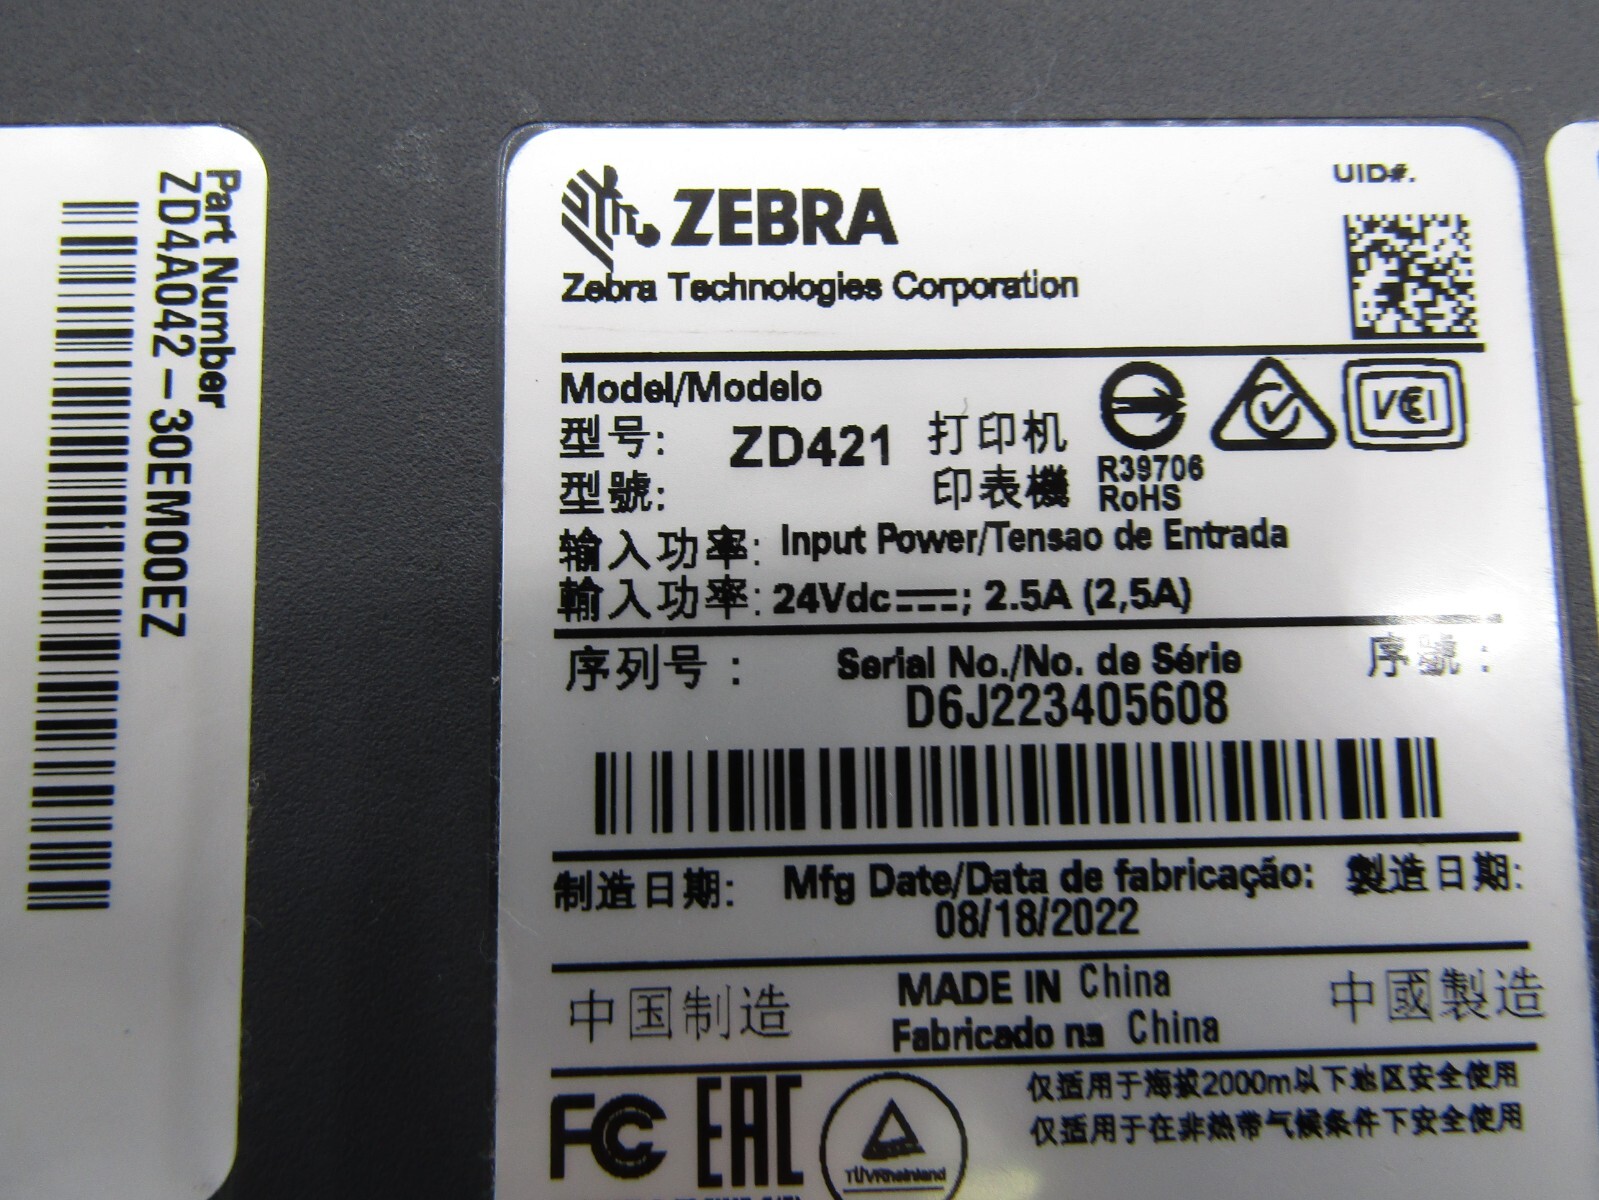 Part Number
ZD4A042-30EM00EZ
ZEBRA
UID#.
Zebra Technologies Corporation
Model/Modelo
型号: ZD421 打印机
型號: 印表機
R39706
RoHS
VCCI
输入功率: Input Power/Tensao de Entrada
輸入功率: 24Vdc⎓; 2.5A (2,5A)
序列号: Serial No./No. de Série 序號:
D6J223405608
制造日期: Mfg Date/Data de fabricação: 製造日期:
08/18/2022
中国制造 MADE IN China 中國製造
Fabricado na China
FC EAC
TÜVRheinland
仅适用于海拔2000m以下地区安全使用
仅适用于在非热带气候条件下安全使用